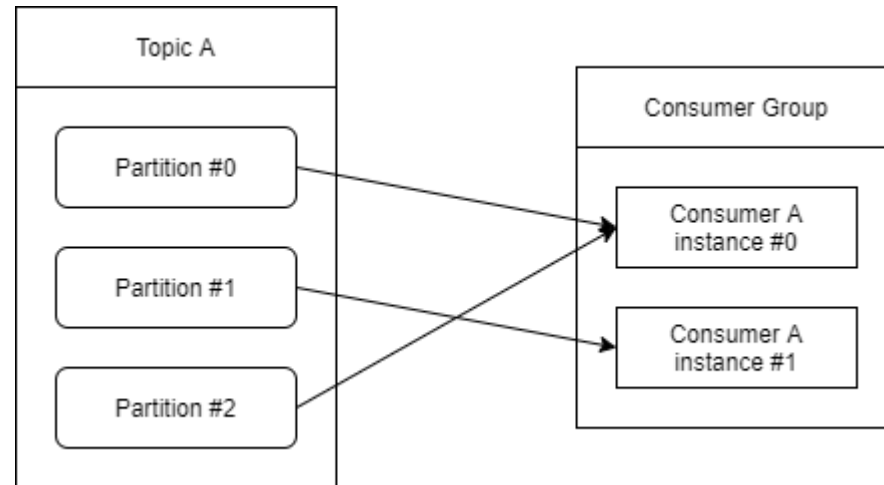 Topic A
Partition #0
Partition #1
Partition #2
Consumer Group
Consumer A
instance #0
Consumer A
instance #1